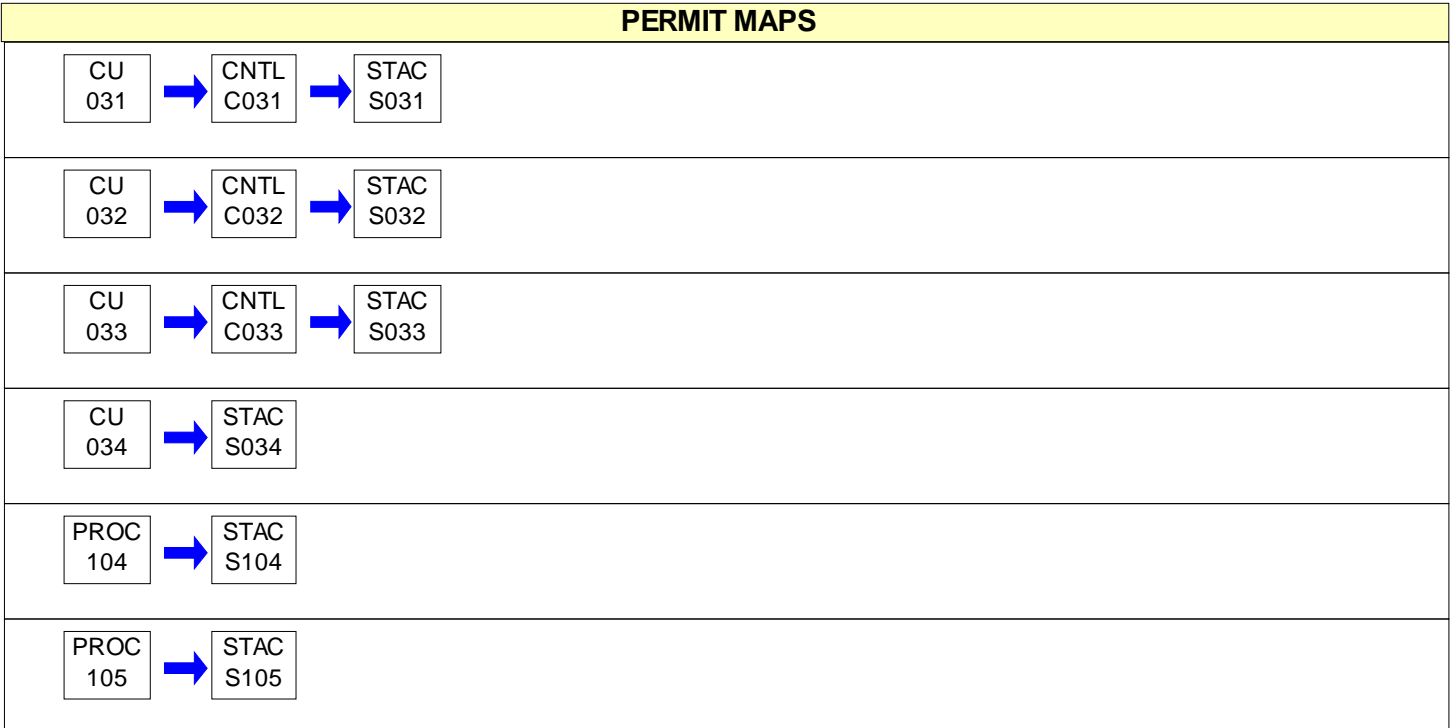 PERMIT MAPS
CU CNTL STAC
031 C031 S031
CU CNTL STAC
032 C032 S032
CU CNTL STAC
033 C033 S033
CU STAC
034 S034
PROC STAC
104 S104
PROC STAC
105 S105